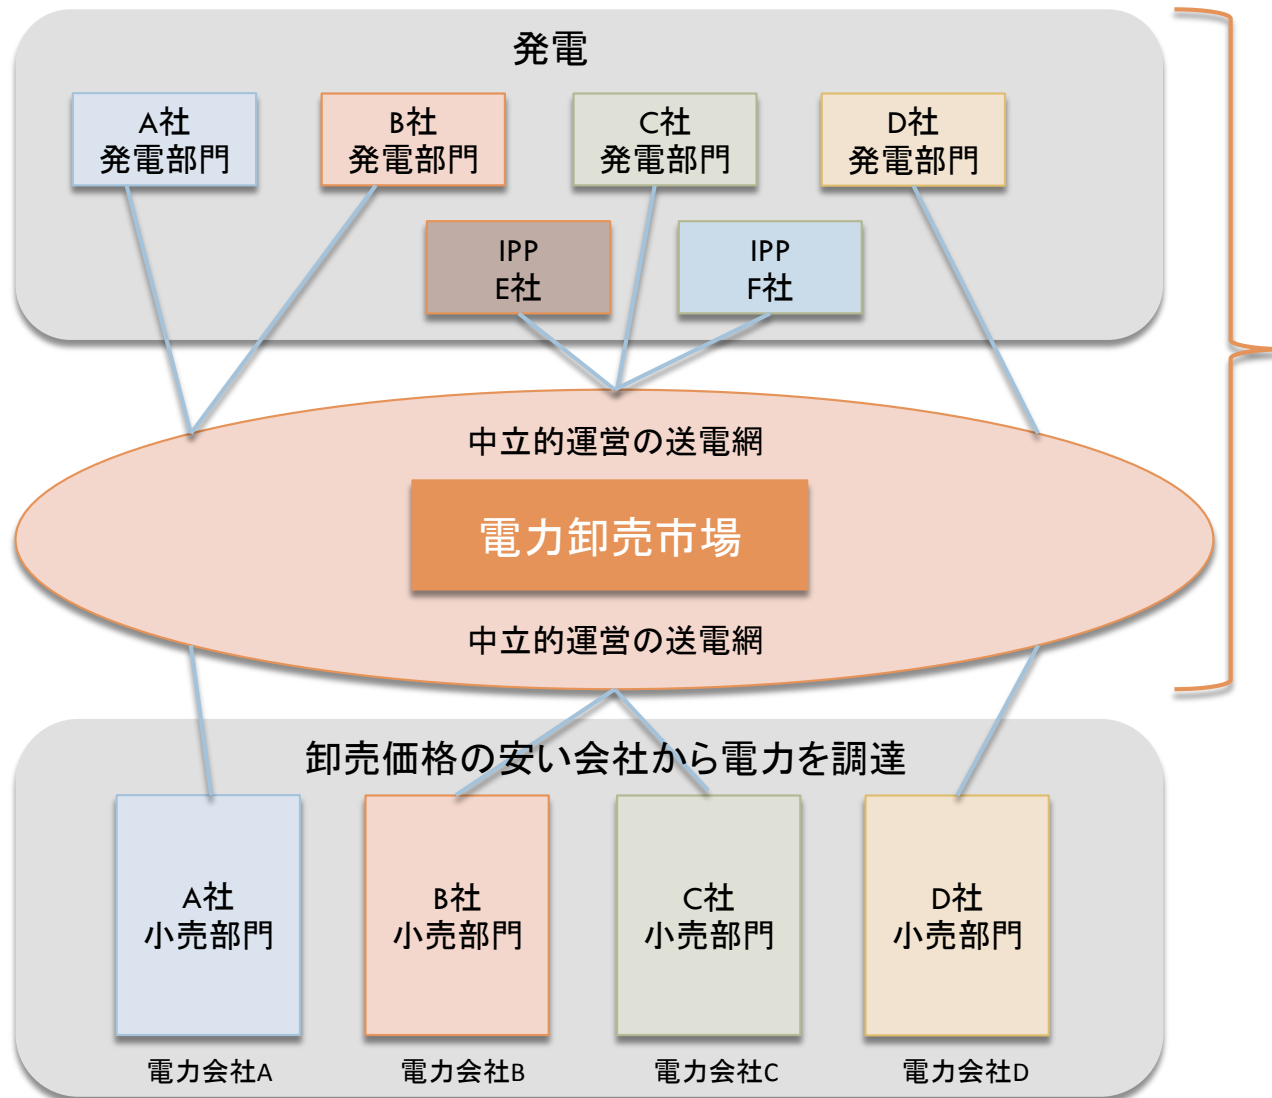 発電
A社
発電部門
B社
発電部門
C社
発電部門
D社
発電部門
IPP
E社
IPP
F社
中立的運営の送電網
電力卸売市場
中立的運営の送電網
卸売価格の安い会社から電力を調達
A社
小売部門
B社
小売部門
C社
小売部門
D社
小売部門
電力会社A
電力会社B
電力会社C
電力会社D